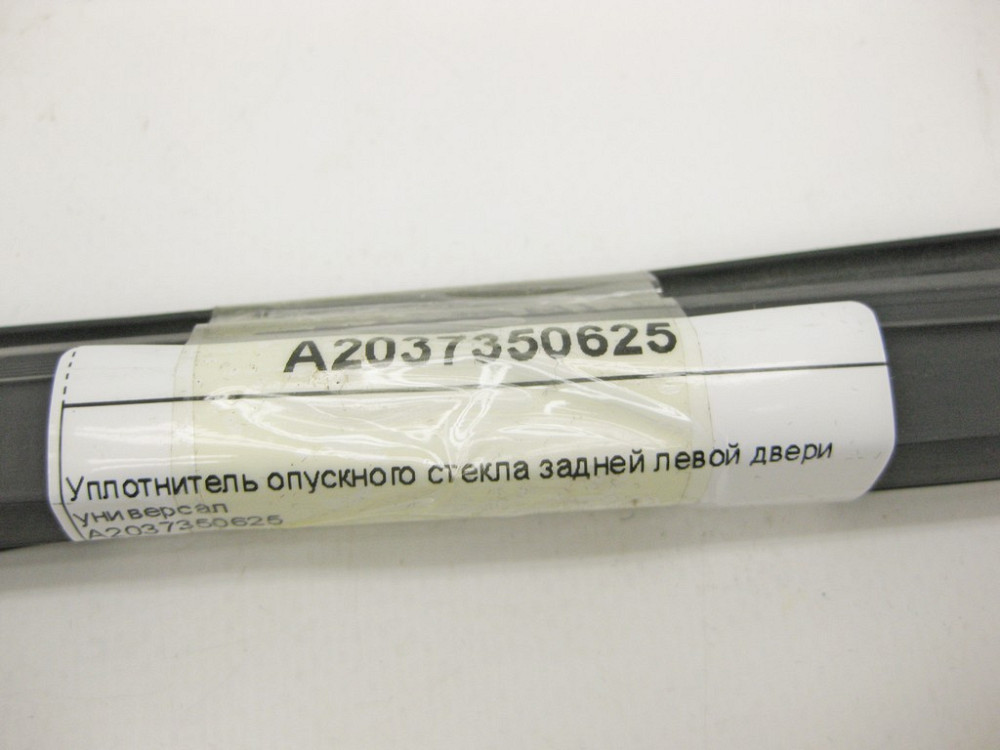 A2037350625
Уплотнитель опускного стекла задней левой двери
универсал
A2037350625